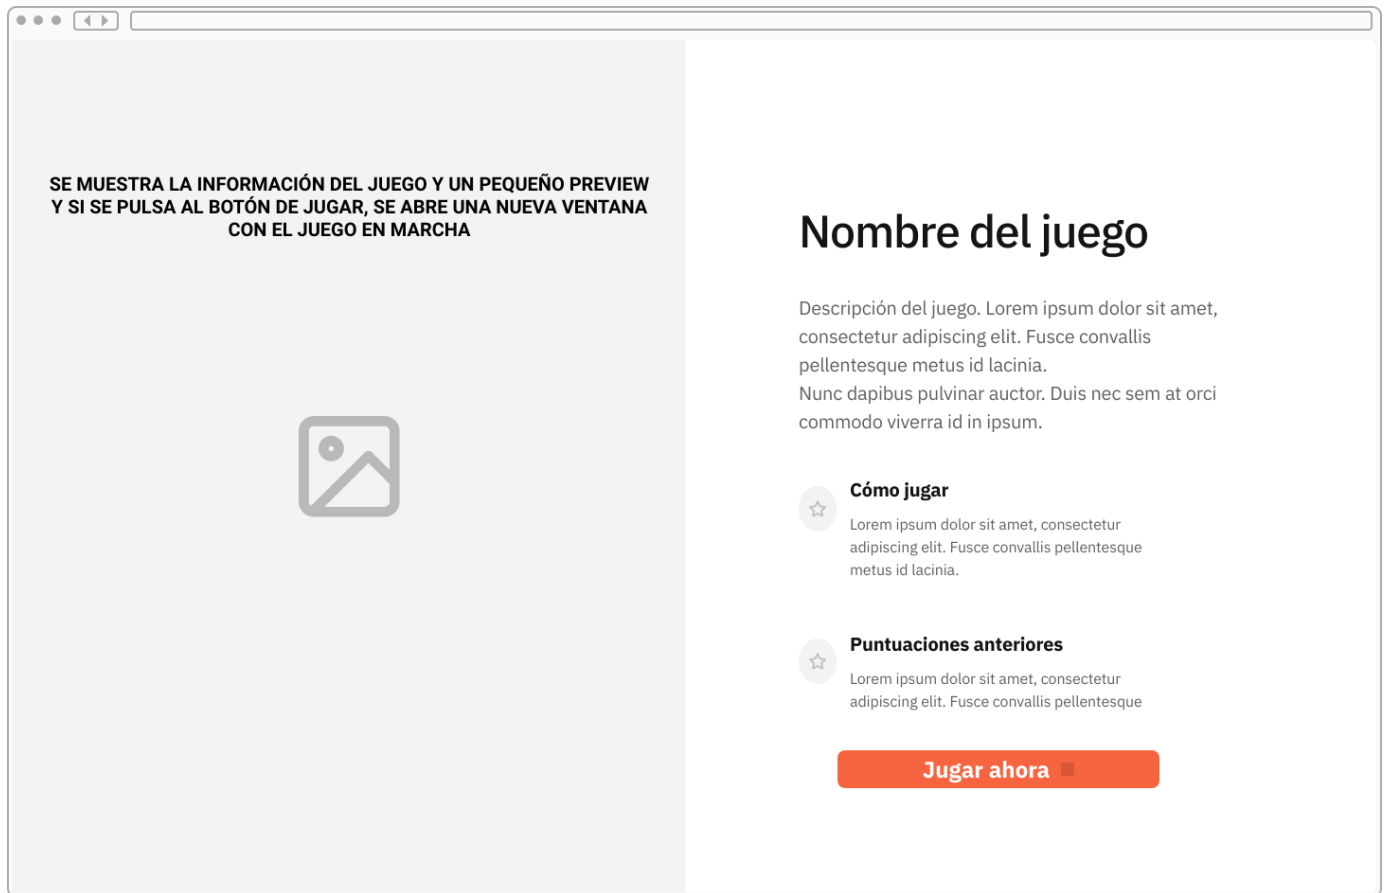 SE MUESTRA LA INFORMACIÓN DEL JUEGO Y UN PEQUEÑO PREVIEW
Y SI SE PULSA AL BOTÓN DE JUGAR, SE ABRE UNA NUEVA VENTANA
CON EL JUEGO EN MARCHA
Nombre del juego
Descripción del juego. Lorem ipsum dolor sit amet,
consectetur adipiscing elit. Fusce convallis
pellentesque metus id lacinia.
Nunc dapibus pulvinar auctor. Duis nec sem at orci
commodo viverra id in ipsum.
Cómo jugar
Lorem ipsum dolor sit amet, consectetur
adipiscing elit. Fusce convallis pellentesque
metus id lacinia.
Puntuaciones anteriores
Lorem ipsum dolor sit amet, consectetur
adipiscing elit. Fusce convallis pellentesque
Jugar ahora